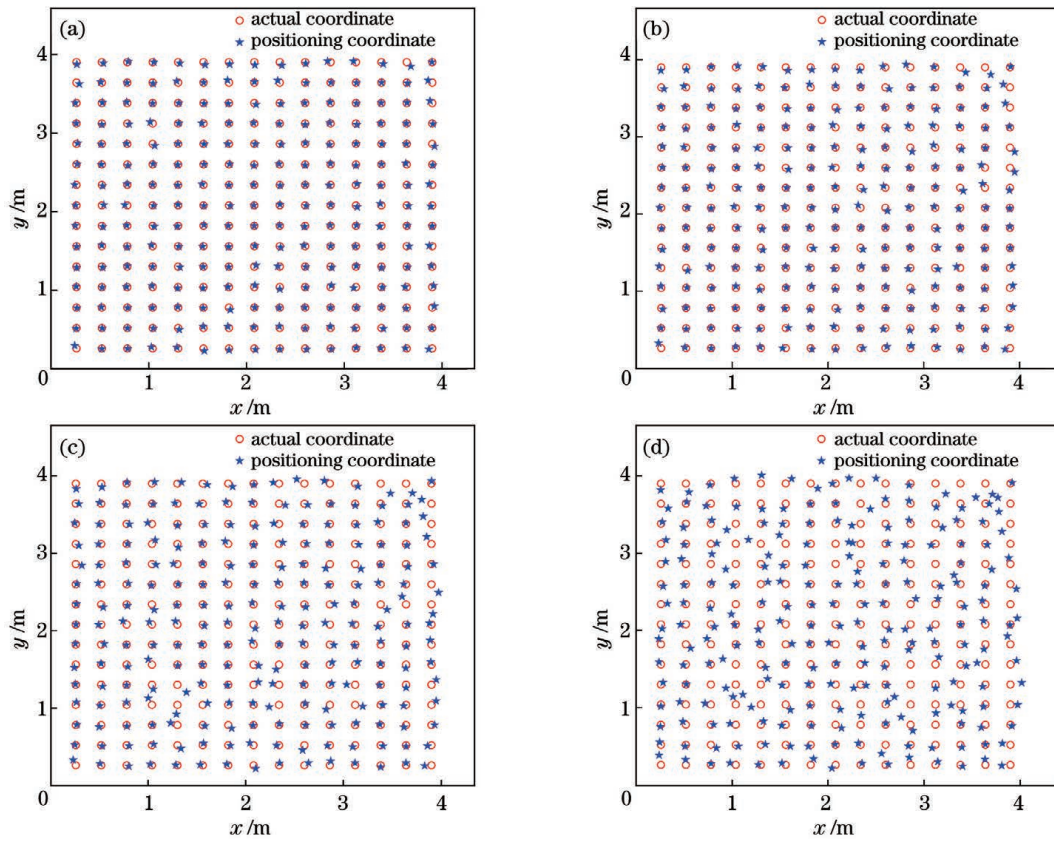 (a)
actual coordinate
positioning coordinate
4
3
2
1
0
1
2
3
4
y/m
x/m
(b)
actual coordinate
positioning coordinate
4
3
2
1
0
1
2
3
4
y/m
x/m
(c)
actual coordinate
positioning coordinate
4
3
2
1
0
1
2
3
4
y/m
x/m
(d)
actual coordinate
positioning coordinate
4
3
2
1
0
1
2
3
4
y/m
x/m